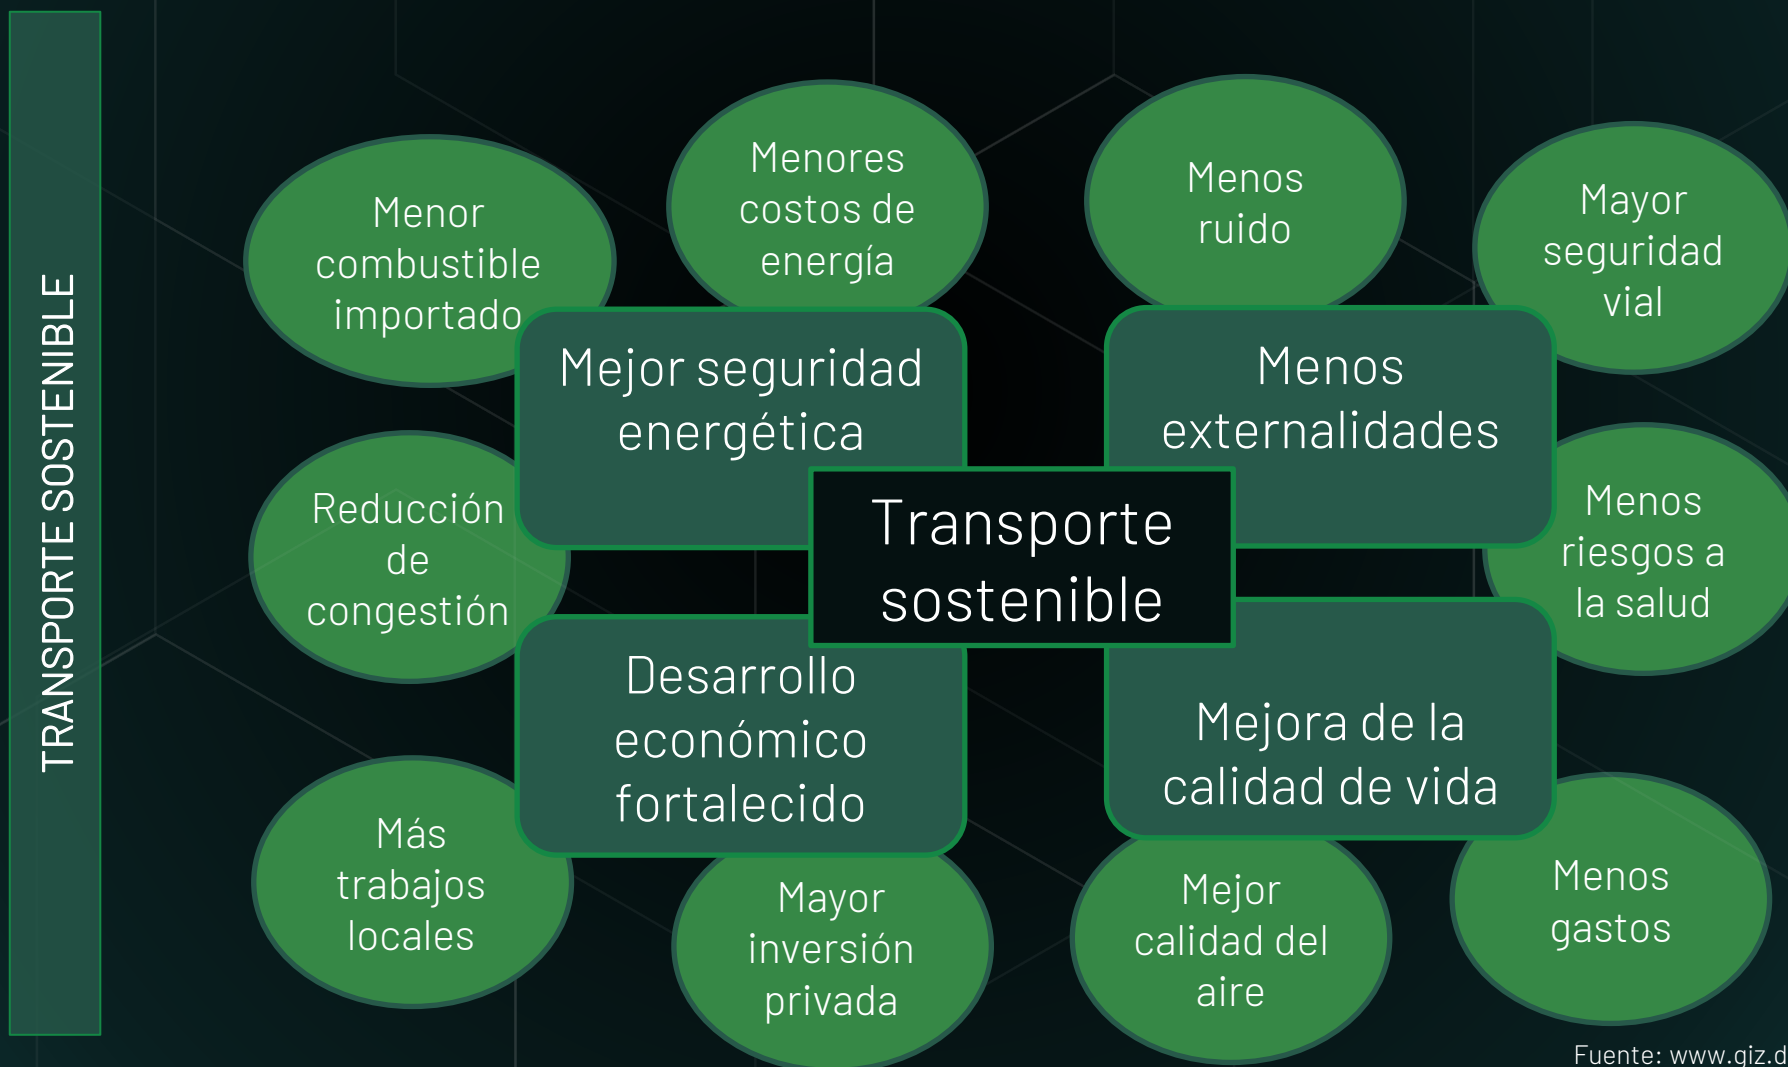 TRANSPORTE SOSTENIBLE
Menor
combustible
importado
Menores
costos de
energía
Menos
ruido
Mayor
seguridad
vial
Mejor seguridad
energética
Menos
externalidades
Reducción
de
congestión
Transporte
sostenible
Menos
riesgos a
la salud
Desarrollo
económico
fortalecido
Mejora de la
calidad de vida
Más
trabajos
locales
Mayor
inversión
privada
Mejor
calidad del
aire
Menos
gastos
Fuente: www.giz.d